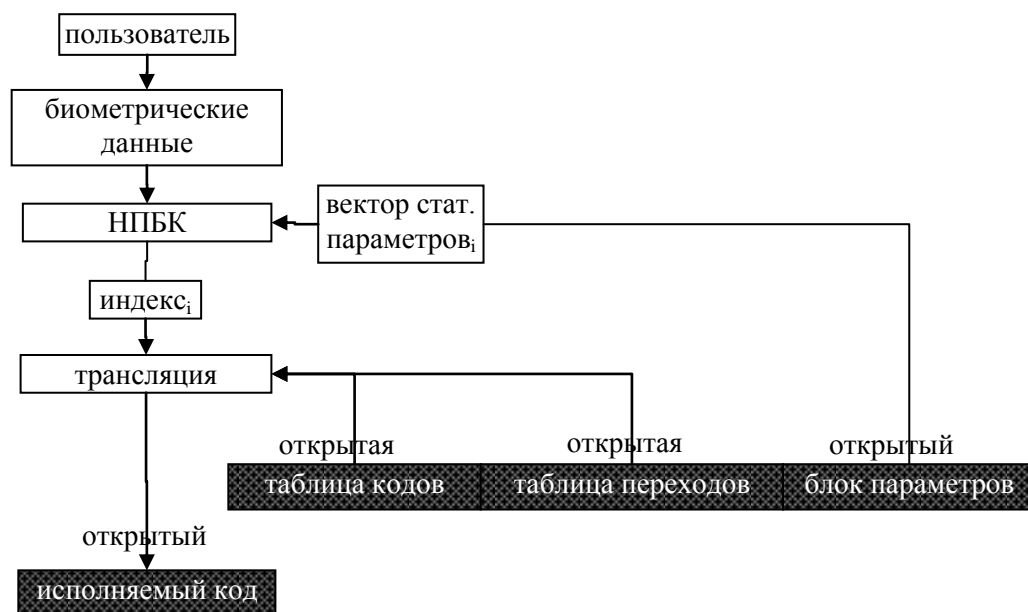 пользователь
биометрические
данные
НПБК
вектор стат.
параметровᵢ
индексᵢ
трансляция
открытая
открытая
открытый
таблица кодов
таблица переходов
блок параметров
открытый
исполняемый код